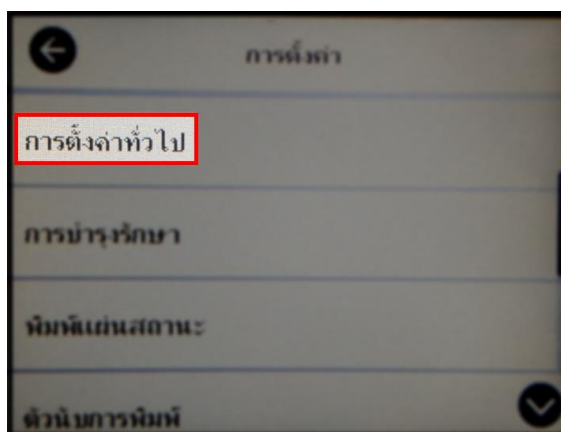 การตั้งค่า
การตั้งค่าทั่วไป
การบำรุงรักษา
พิมพ์แผ่นสถานะ
ตัวนับการพิมพ์